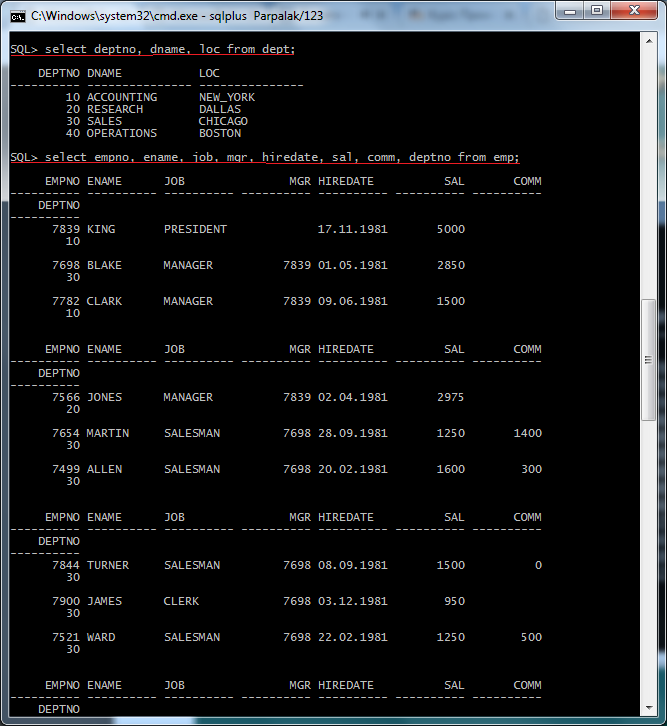 C:\Windows\system32\cmd.exe - sqlplus  Parpalak/123
SQL> select deptno, dname, loc from dept;
    DEPTNO DNAME           LOC
---------- --------------- ---------------
        10 ACCOUNTING      NEW_YORK
        20 RESEARCH        DALLAS
        30 SALES           CHICAGO
        40 OPERATIONS      BOSTON
SQL> select empno, ename, job, mgr, hiredate, sal, comm, deptno from emp;
     EMPNO ENAME      JOB               MGR HIREDATE          SAL       COMM
---------- ---------- ---------- ---------- ---------- ---------- ----------
    DEPTNO
----------
      7839 KING       PRESIDENT             17.11.1981       5000
        10
      7698 BLAKE      MANAGER          7839 01.05.1981       2850
        30
      7782 CLARK      MANAGER          7839 09.06.1981       1500
        10
     EMPNO ENAME      JOB               MGR HIREDATE          SAL       COMM
---------- ---------- ---------- ---------- ---------- ---------- ----------
    DEPTNO
----------
      7566 JONES      MANAGER          7839 02.04.1981       2975
        20
      7654 MARTIN     SALESMAN         7698 28.09.1981       1250       1400
        30
      7499 ALLEN      SALESMAN         7698 20.02.1981       1600        300
        30
     EMPNO ENAME      JOB               MGR HIREDATE          SAL       COMM
---------- ---------- ---------- ---------- ---------- ---------- ----------
    DEPTNO
----------
      7844 TURNER     SALESMAN         7698 08.09.1981       1500          0
        30
      7900 JAMES      CLERK            7698 03.12.1981        950
        30
      7521 WARD       SALESMAN         7698 22.02.1981       1250        500
        30
     EMPNO ENAME      JOB               MGR HIREDATE          SAL       COMM
---------- ---------- ---------- ---------- ---------- ---------- ----------
    DEPTNO